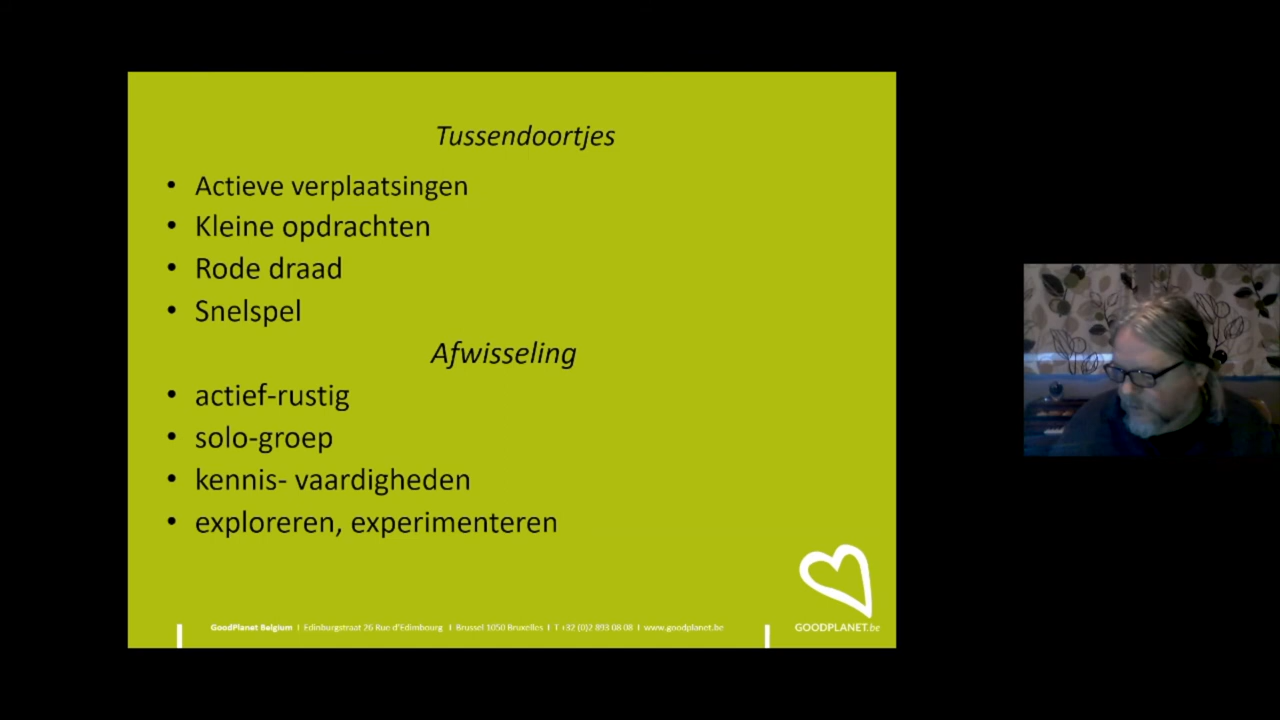 Tussendoortjes
• Actieve verplaatsingen
• Kleine opdrachten
• Rode draad
• Snelspel
Afwisseling
• actief-rustig
• solo-groep
• kennis- vaardigheden
• exploreren, experimenteren
GoodPlanet Belgium I Edinburgstraat 26 Rue d'Edimbourg I Brussel 1050 Bruxelles I T +32 (0)2 893 08 08 I www.goodplanet.be
GOODPLANET.be